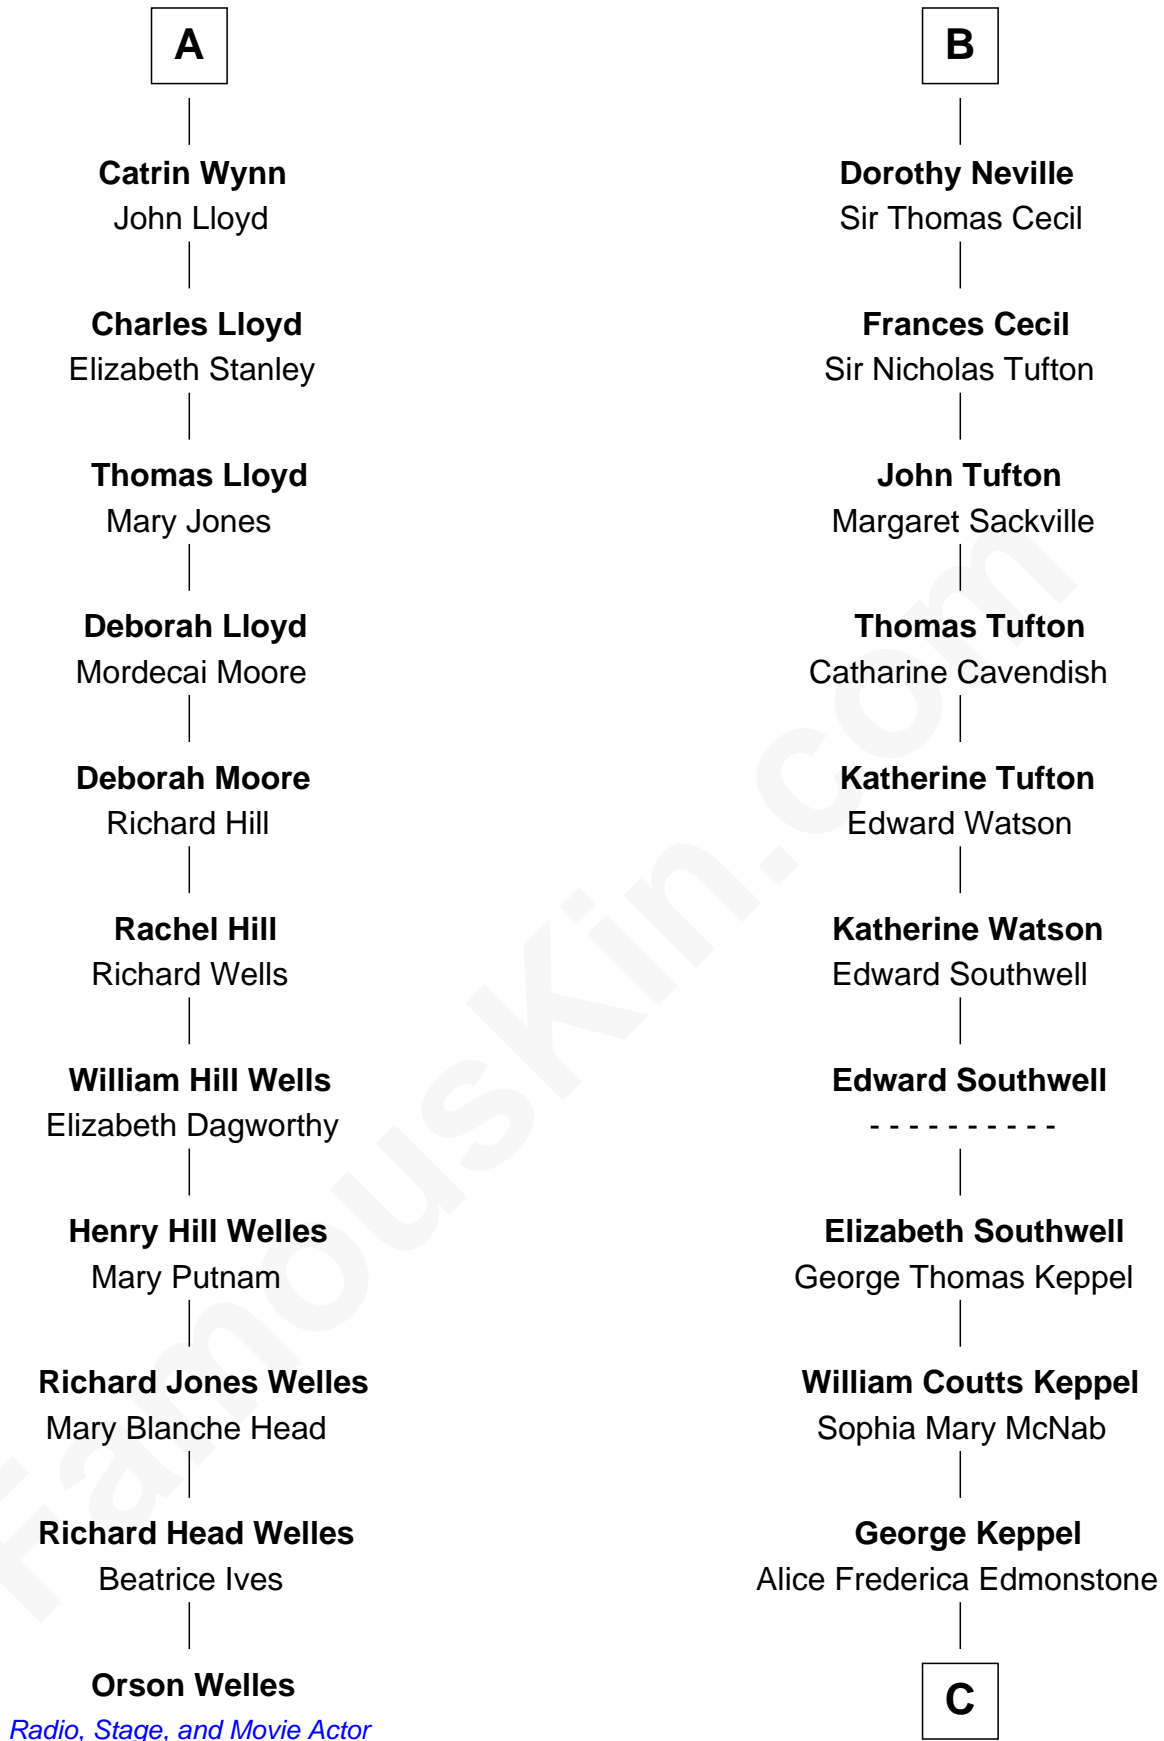 A
Catrin Wynn
John Lloyd
Charles Lloyd
Elizabeth Stanley
Thomas Lloyd
Mary Jones
Deborah Lloyd
Mordecai Moore
Deborah Moore
Richard Hill
Rachel Hill
Richard Wells
William Hill Wells
Elizabeth Dagworthy
Henry Hill Welles
Mary Putnam
Richard Jones Welles
Mary Blanche Head
Richard Head Welles
Beatrice Ives
Orson Welles
Radio, Stage, and Movie Actor
B
Dorothy Neville
Sir Thomas Cecil
Frances Cecil
Sir Nicholas Tufton
John Tufton
Margaret Sackville
Thomas Tufton
Catharine Cavendish
Katherine Tufton
Edward Watson
Katherine Watson
Edward Southwell
Edward Southwell
- - - - - - - - - -
Elizabeth Southwell
George Thomas Keppel
William Coutts Keppel
Sophia Mary McNab
George Keppel
Alice Frederica Edmonstone
C
FamousKin.com